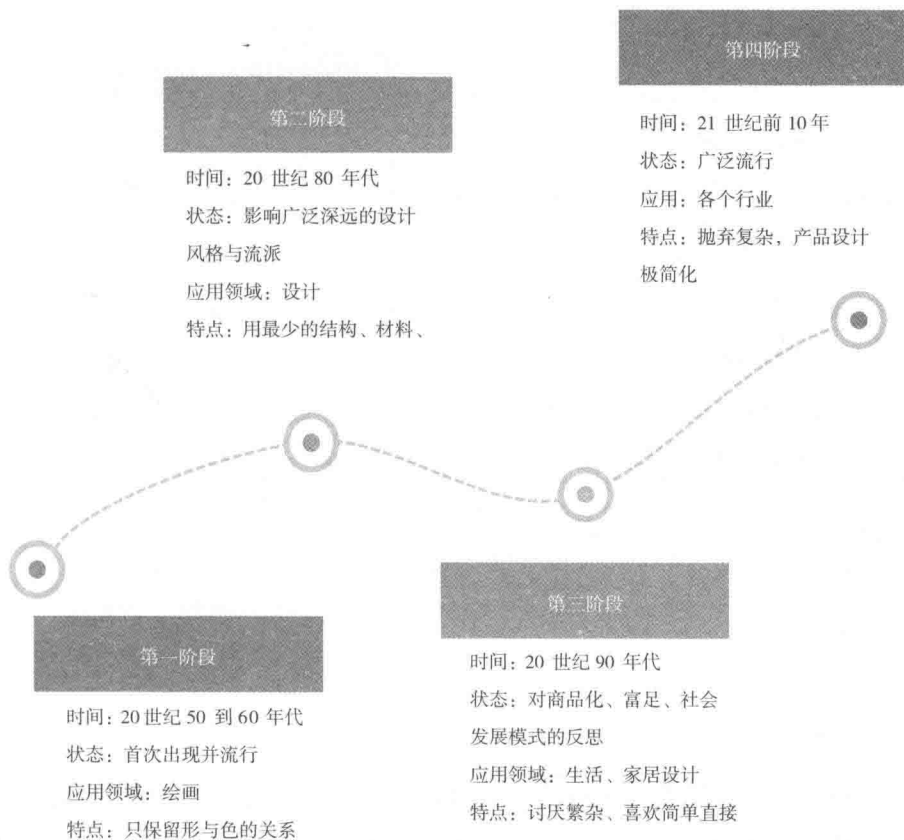 第一阶段
时间：20世纪50 到60 年代
状态：首次出现并流行
应用领域：绘画
特点：只保留形与色的关系
第二阶段
时间：20 世纪 80 年代
状态：影响广泛深远的设计
风格与流派
应用领域：设计
特点：用最少的结构、材料、
第三阶段
时间：20 世纪 90 年代
状态：对商品化、富足、社会
发展模式的反思
应用领域：生活、家居设计
特点：讨厌繁杂、喜欢简单直接
第四阶段
时间：21 世纪前 10 年
状态：广泛流行
应用：各个行业
特点：抛弃复杂，产品设计
极简化